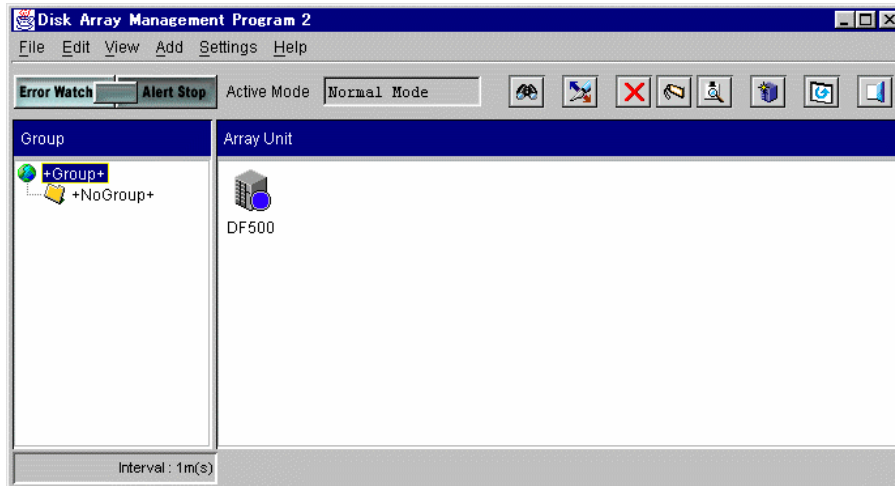 Disk Array Management Program 2
File Edit View Add Settings Help
Error Watch Alert Stop Active Mode Normal Mode
Group Array Unit
+Group+
+NoGroup+
DF500
Interval : 1m(s)